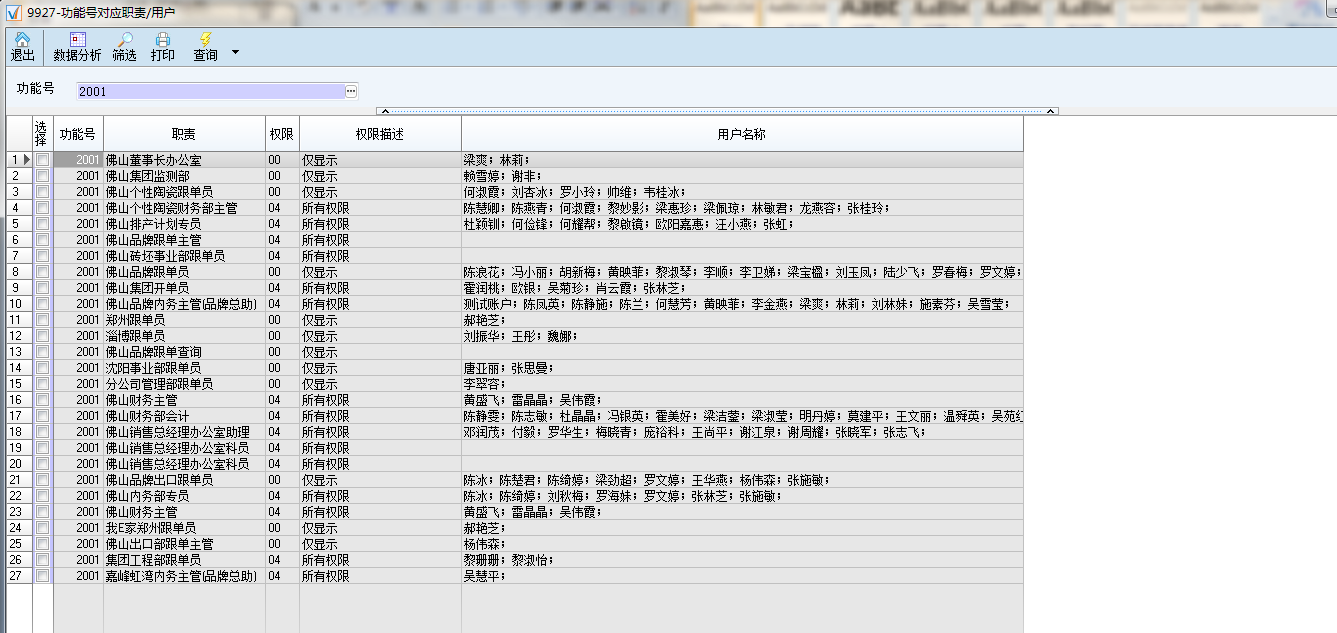 9927-功能号对应职责/用户
退出 数据分析 筛选 打印 查询
功能号 2001
选择 功能号 职责 权限 权限描述 用户名称
1 2001 佛山董事长办公室 00 仅显示 梁爽; 林莉;
2 2001 佛山集团监测部 00 仅显示 赖雪婷; 谢非;
3 2001 佛山个性陶瓷跟单员 00 仅显示 何淑霞; 刘杏冰; 罗小玲; 帅维; 韦桂冰;
4 2001 佛山个性陶瓷财务部主管 04 所有权限 陈慧卿; 陈燕青; 何淑霞; 黎妙影; 梁惠珍; 梁佩琼; 林敏君; 龙燕容; 张桂玲;
5 2001 佛山排产计划专员 04 所有权限 杜颖钏; 何俭锋; 何耀帮; 黎啟镜; 欧阳嘉惠; 汪小燕; 张虹;
6 2001 佛山品牌跟单主管 04 所有权限
7 2001 佛山砖坯事业部跟单员 04 所有权限
8 2001 佛山品牌跟单员 00 仅显示 陈浪花; 冯小丽; 胡新梅; 黄映菲; 黎淑琴; 李顺; 李卫娣; 梁宝楹; 刘玉凤; 陆少飞; 罗春梅; 罗文婷;
9 2001 佛山集团开单员 04 所有权限 霍润桃; 欧银; 吴菊珍; 肖云霞; 张林芝;
10 2001 佛山品牌内务主管(品牌总助) 04 所有权限 测试账户; 陈凤英; 陈静施; 陈兰; 何慧芳; 黄映菲; 李金燕; 梁爽; 林莉; 刘林妹; 施素芬; 吴雪莹;
11 2001 郑州跟单员 00 仅显示 郝艳芝;
12 2001 淄博跟单员 00 仅显示 刘振华; 王彤; 魏娜;
13 2001 佛山品牌跟单查询 00 仅显示
14 2001 沈阳事业部跟单员 00 仅显示 唐亚丽; 张思曼;
15 2001 分公司管理部跟单员 00 仅显示 李翠容;
16 2001 佛山财务主管 04 所有权限 黄盛飞; 雷晶晶; 吴伟霞;
17 2001 佛山财务部会计 04 所有权限 陈静雯; 陈志敏; 杜晶晶; 冯银英; 霍美好; 梁洁蓥; 梁淑莹; 明丹婷; 莫建平; 王文丽; 温舜英; 吴苑红
18 2001 佛山销售总经理办公室助理 04 所有权限 邓润茂; 付毅; 罗华生; 梅晓青; 庞裕科; 王尚平; 谢江泉; 谢周耀; 张晓军; 张志飞;
19 2001 佛山销售总经理办公室科员 04 所有权限
20 2001 佛山销售总经理办公室科员 04 所有权限
21 2001 佛山品牌出口跟单员 00 仅显示 陈冰; 陈楚君; 陈绮婷; 梁劲超; 罗文婷; 王华燕; 杨伟森; 张施敏;
22 2001 佛山内务部专员 04 所有权限 陈冰; 陈绮婷; 刘秋梅; 罗海妹; 罗文婷; 张林芝; 张施敏;
23 2001 佛山财务主管 04 所有权限 黄盛飞; 雷晶晶; 吴伟霞;
24 2001 我E家郑州跟单员 00 仅显示 郝艳芝;
25 2001 佛山出口部跟单主管 00 仅显示 杨伟森;
26 2001 集团工程部跟单员 04 所有权限 黎珊珊; 黎淑怡;
27 2001 嘉峰虹湾内务主管(品牌总助) 04 所有权限 吴慧平;